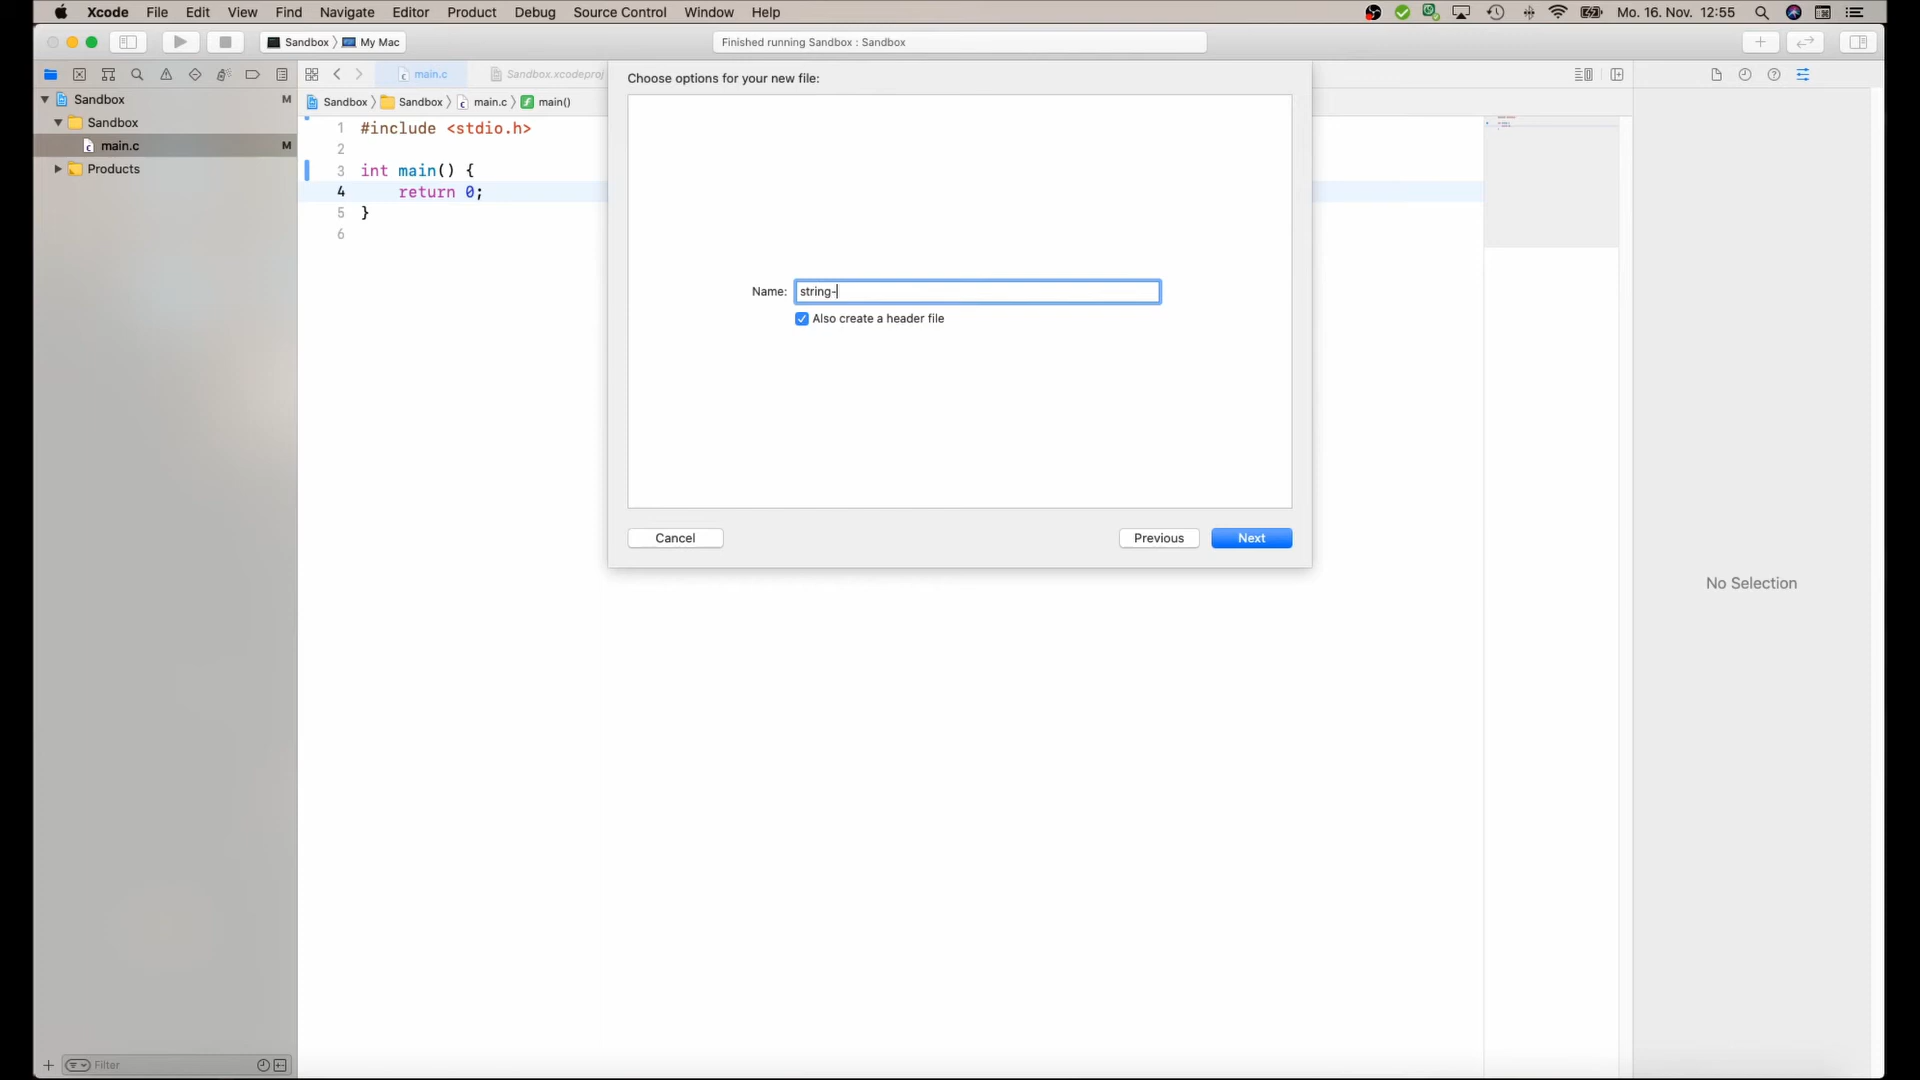 Xcode File Edit View Find Navigate Editor Product Debug Source Control Window Help Mo. 16. Nov. 12:55
Sandbox My Mac Finished running Sandbox : Sandbox
main.c Sandbox.xcodeproj
Choose options for your new file:
Sandbox M
Sandbox Sandbox main.c main()
Sandbox
1 #include <stdio.h>
main.c M
2
Products
3 int main() {
4 return 0;
5 }
6
Name: string-
Also create a header file
Cancel Previous Next
No Selection
Filter